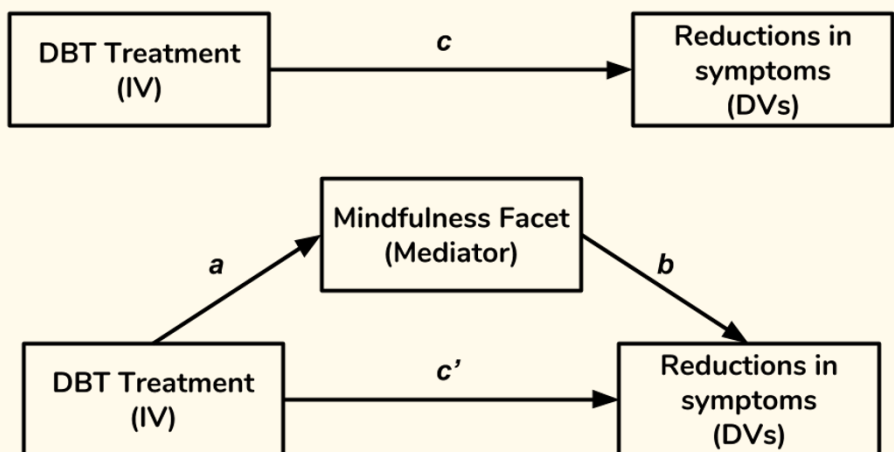 DBT Treatment
(IV)
c
Reductions in
symptoms
(DVs)
Mindfulness Facet
(Mediator)
a
b
DBT Treatment
(IV)
c’
Reductions in
symptoms
(DVs)